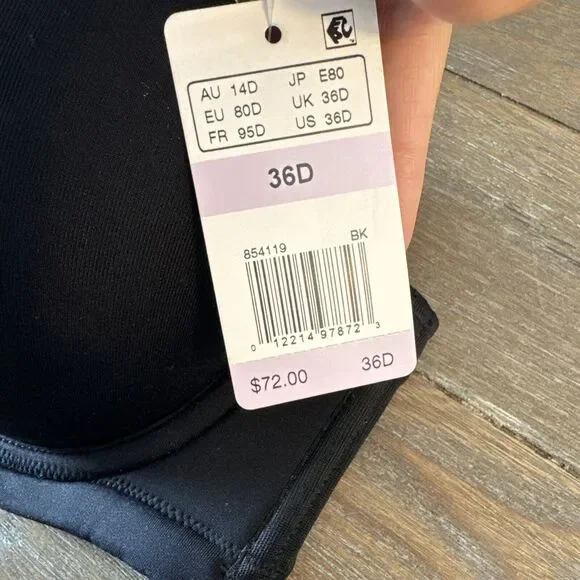 AU 14D JP E80
EU 80D UK 36D
FR 95D US 36D
36D
854119 BK
0 12214 97872 3
$72.00 36D